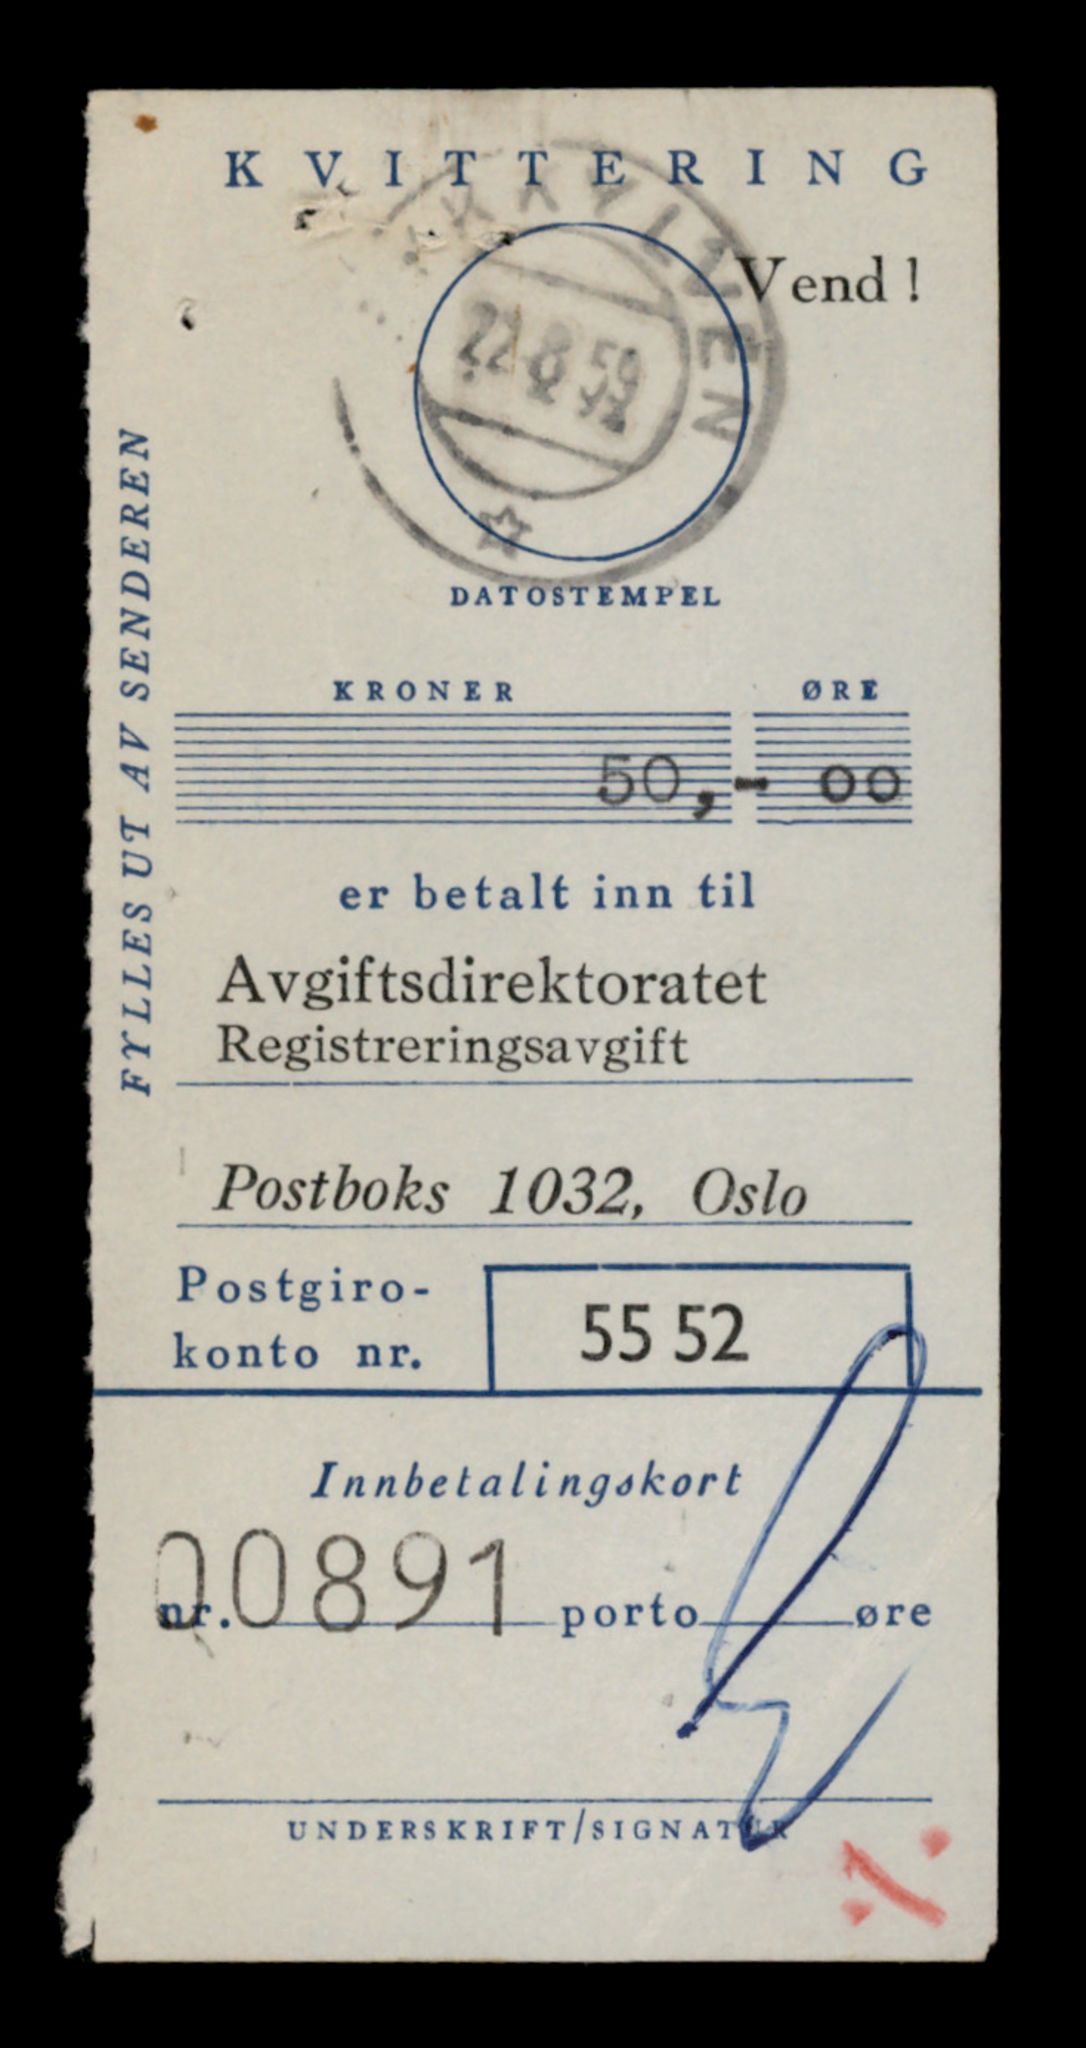 KVITTERING
Vend !
22.8.59
DATOSTEMPEL
FYLLES UT AV SENDEREN
KRONER ØRE
50,- 00
er betalt inn til
Avgiftsdirektoratet
Registreringsavgift
Postboks 1032, Oslo
Postgiro-
konto nr.
55 52
Innbetalingskort
nr. 00891 porto øre
UNDERSKRIFT/SIGNATUR